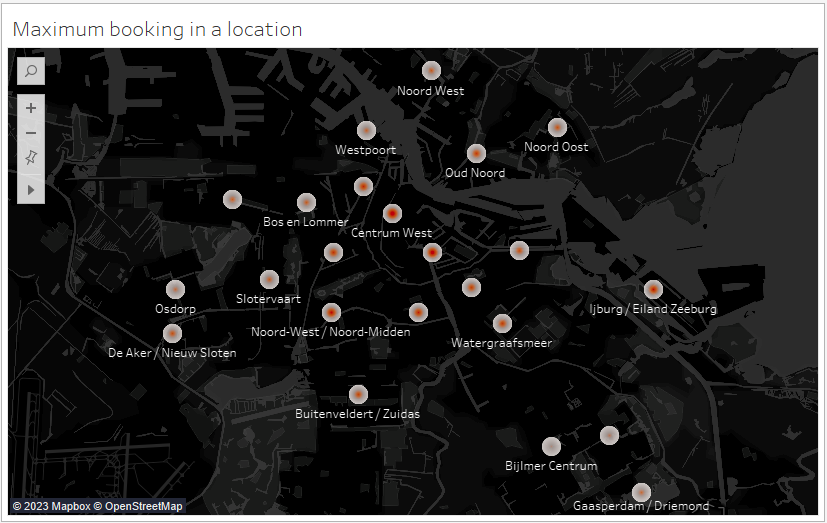 Maximum booking in a location
Noord West
Westpoort
Noord Oost
Oud Noord
Bos en Lommer
Centrum West
Osdorp
Slotervaart
Ijburg / Eiland Zeeburg
Noord-West / Noord-Midden
Watergraafsmeer
De Aker / Nieuw Sloten
Buitenveldert / Zuidas
Bijlmer Centrum
Gaasperdam / Driemond
© 2023 Mapbox © OpenStreetMap